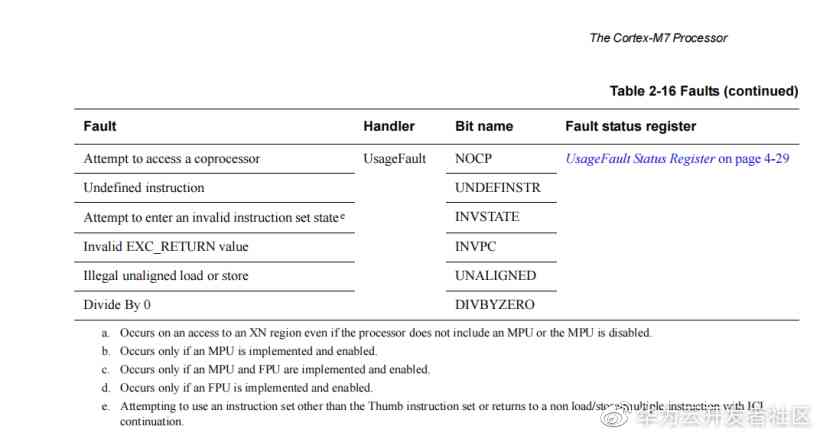 The Cortex-M7 Processor
Table 2-16 Faults (continued)
Fault Handler Bit name Fault status register
Attempt to access a coprocessor UsageFault NOCP UsageFault Status Register on page 4-29
Undefined instruction UNDEFINSTR
Attempt to enter an invalid instruction set state e INVSTATE
Invalid EXC_RETURN value INVPC
Illegal unaligned load or store UNALIGNED
Divide By 0 DIVBYZERO
a. Occurs on an access to an XN region even if the processor does not include an MPU or the MPU is disabled.
b. Occurs only if an MPU is implemented and enabled.
c. Occurs only if an MPU and FPU are implemented and enabled.
d. Occurs only if an FPU is implemented and enabled.
e. Attempting to use an instruction set other than the Thumb instruction set or returns to a non load/store-multiple instruction with ICI
continuation.
华为云开发者社区